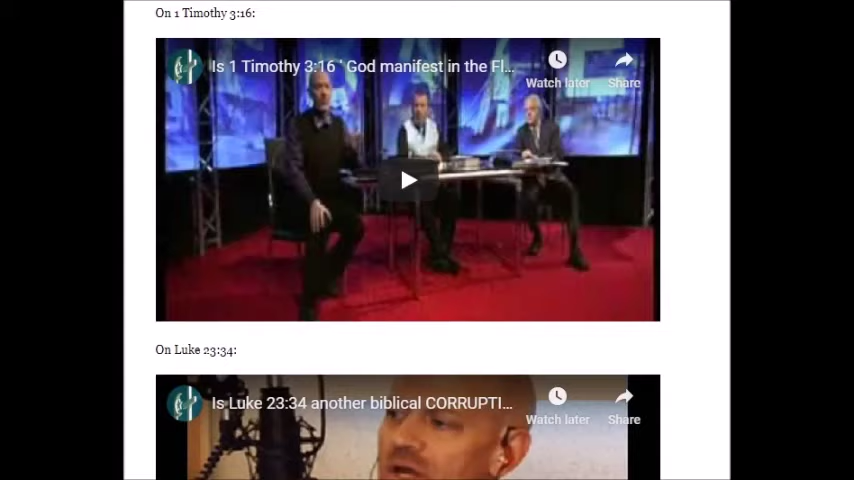 On 1 Timothy 3:16:
Is 1 Timothy 3:16 ' God manifest in the Fl...
Watch later
Share
On Luke 23:34:
Is Luke 23:34 another biblical CORRUPTI...
Watch later
Share